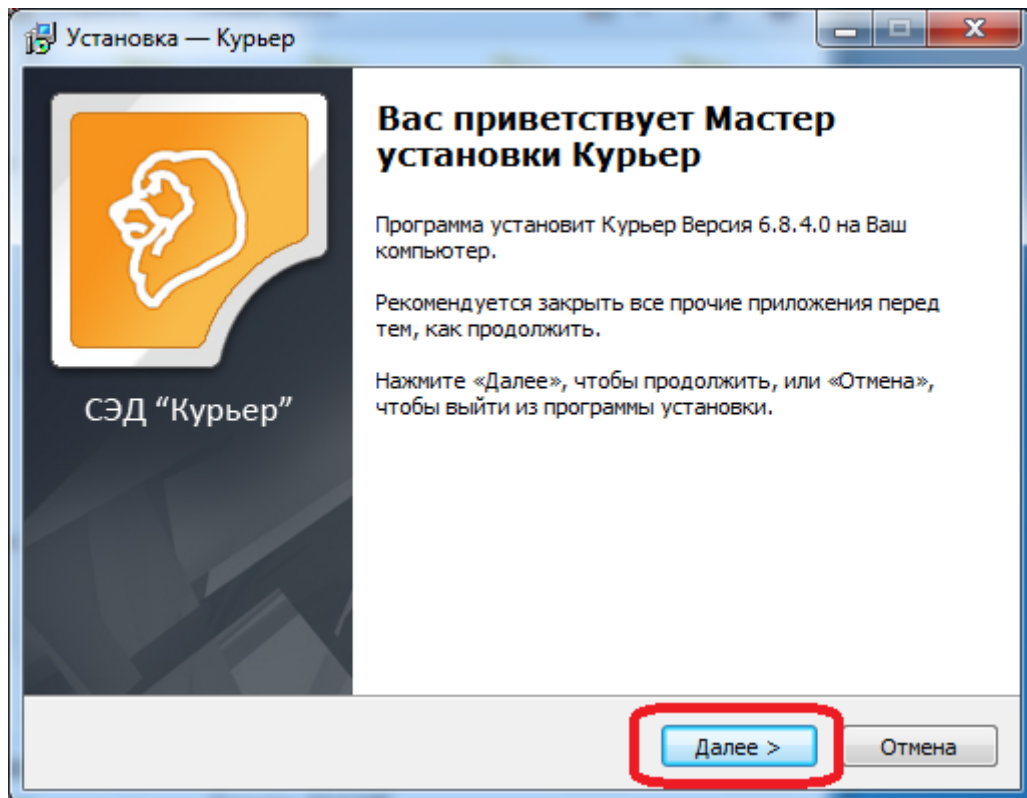 Установка — Курьер
Вас приветствует Мастер
установки Курьер
Программа установит Курьер Версия 6.8.4.0 на Ваш
компьютер.
Рекомендуется закрыть все прочие приложения перед
тем, как продолжить.
Нажмите «Далее», чтобы продолжить, или «Отмена»,
чтобы выйти из программы установки.
СЭД “Курьер”
Далее >
Отмена